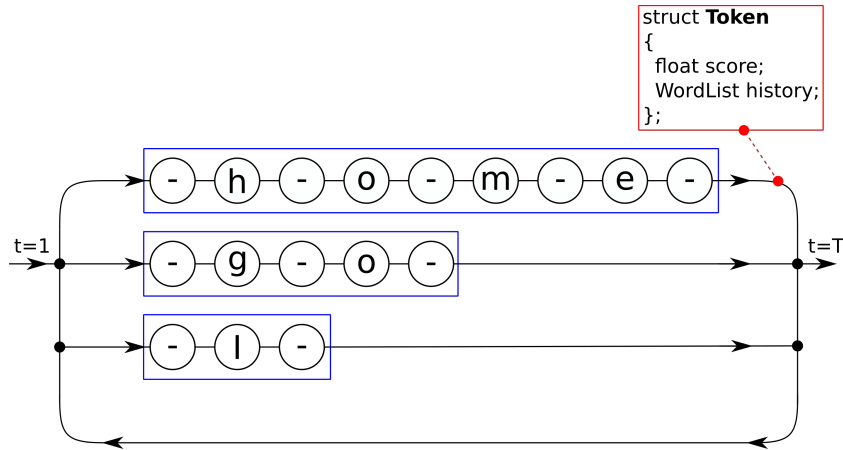 struct Token
{
float score;
WordList history;
};
- h - o - m - e -
t=1
t=T
- g - o -
- I -